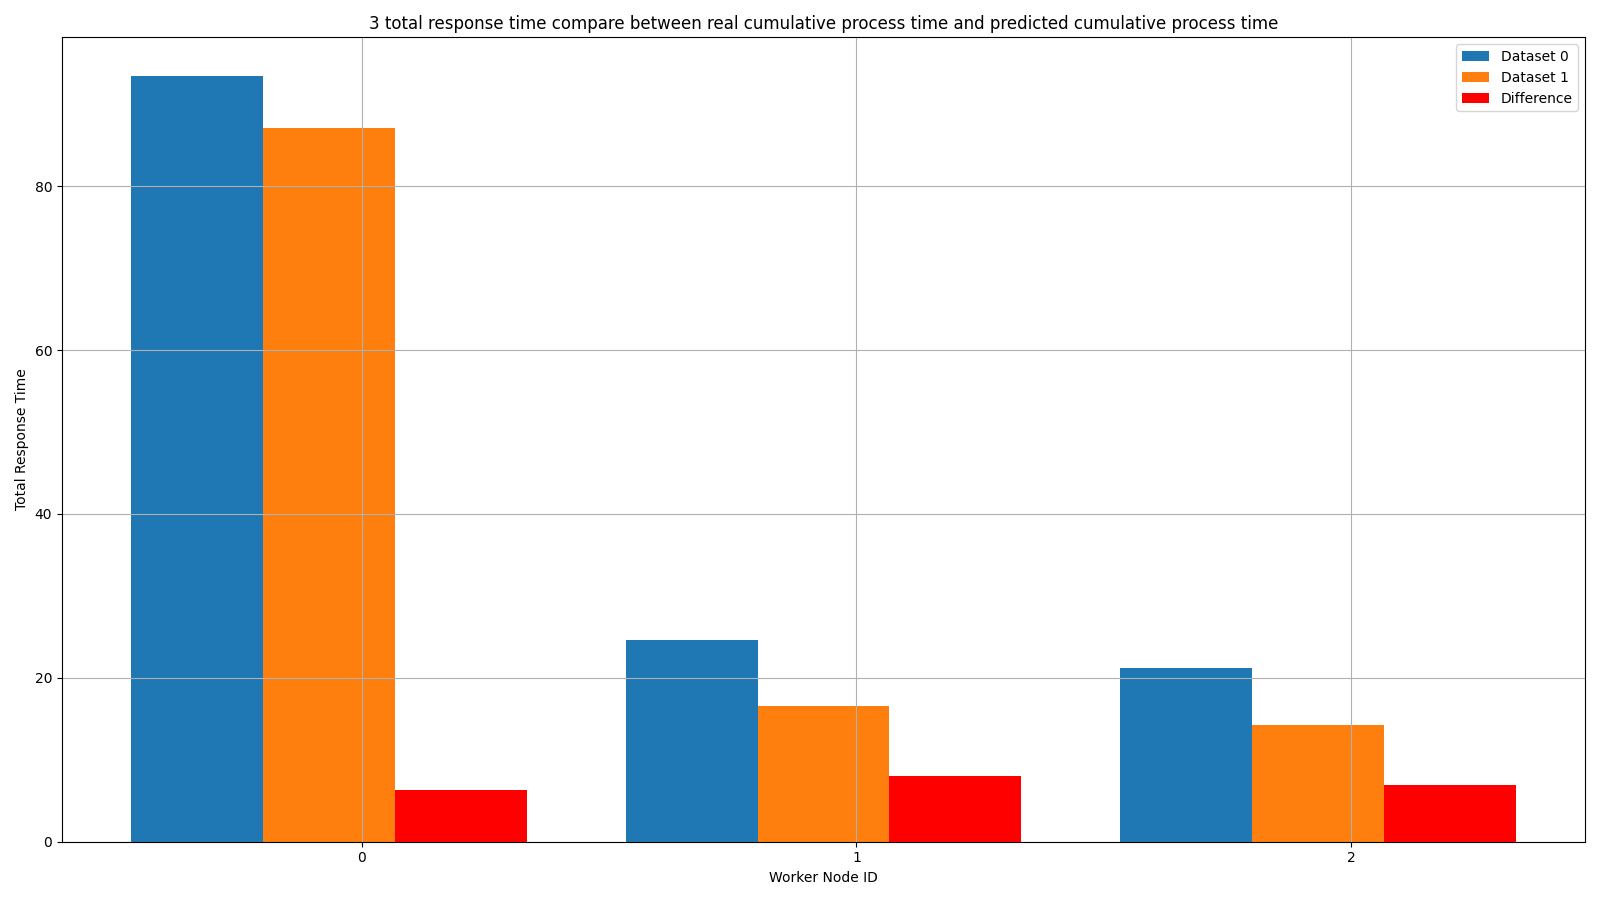 3 total response time compare between real cumulative process time and predicted cumulative process time
Dataset 0
Dataset 1
Difference
80
60
40
20
0
Total Response Time
0 1 2
Worker Node ID